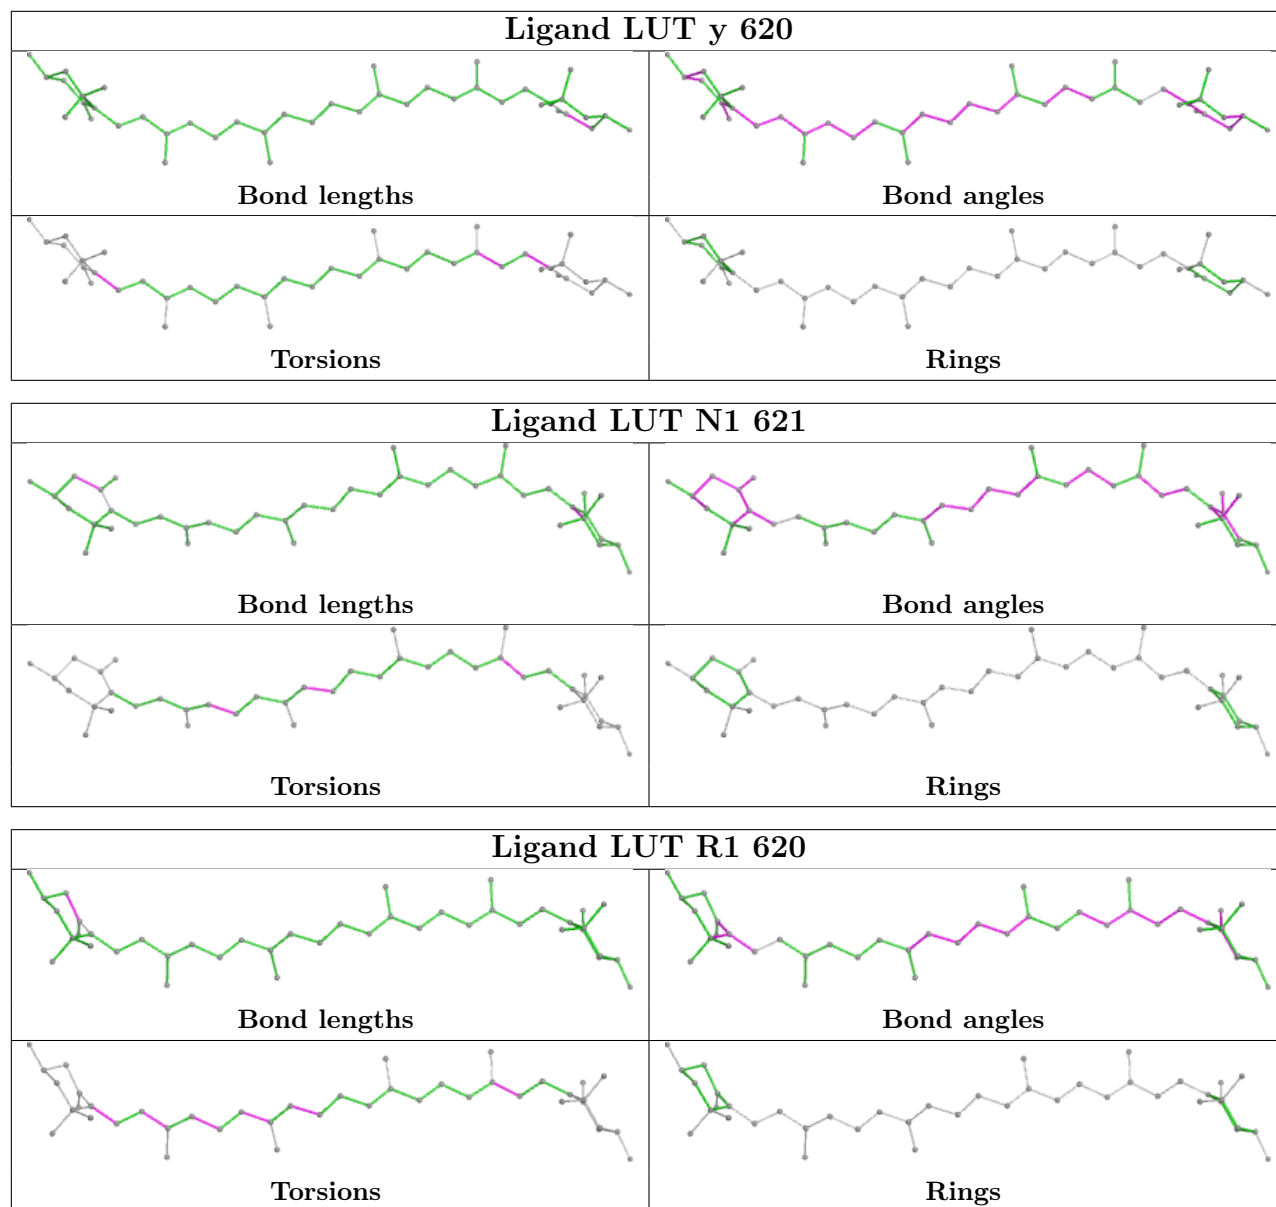 Ligand LUT y 620
Bond lengths
Bond angles
Torsions
Rings
Ligand LUT N1 621
Bond lengths
Bond angles
Torsions
Rings
Ligand LUT R1 620
Bond lengths
Bond angles
Torsions
Rings